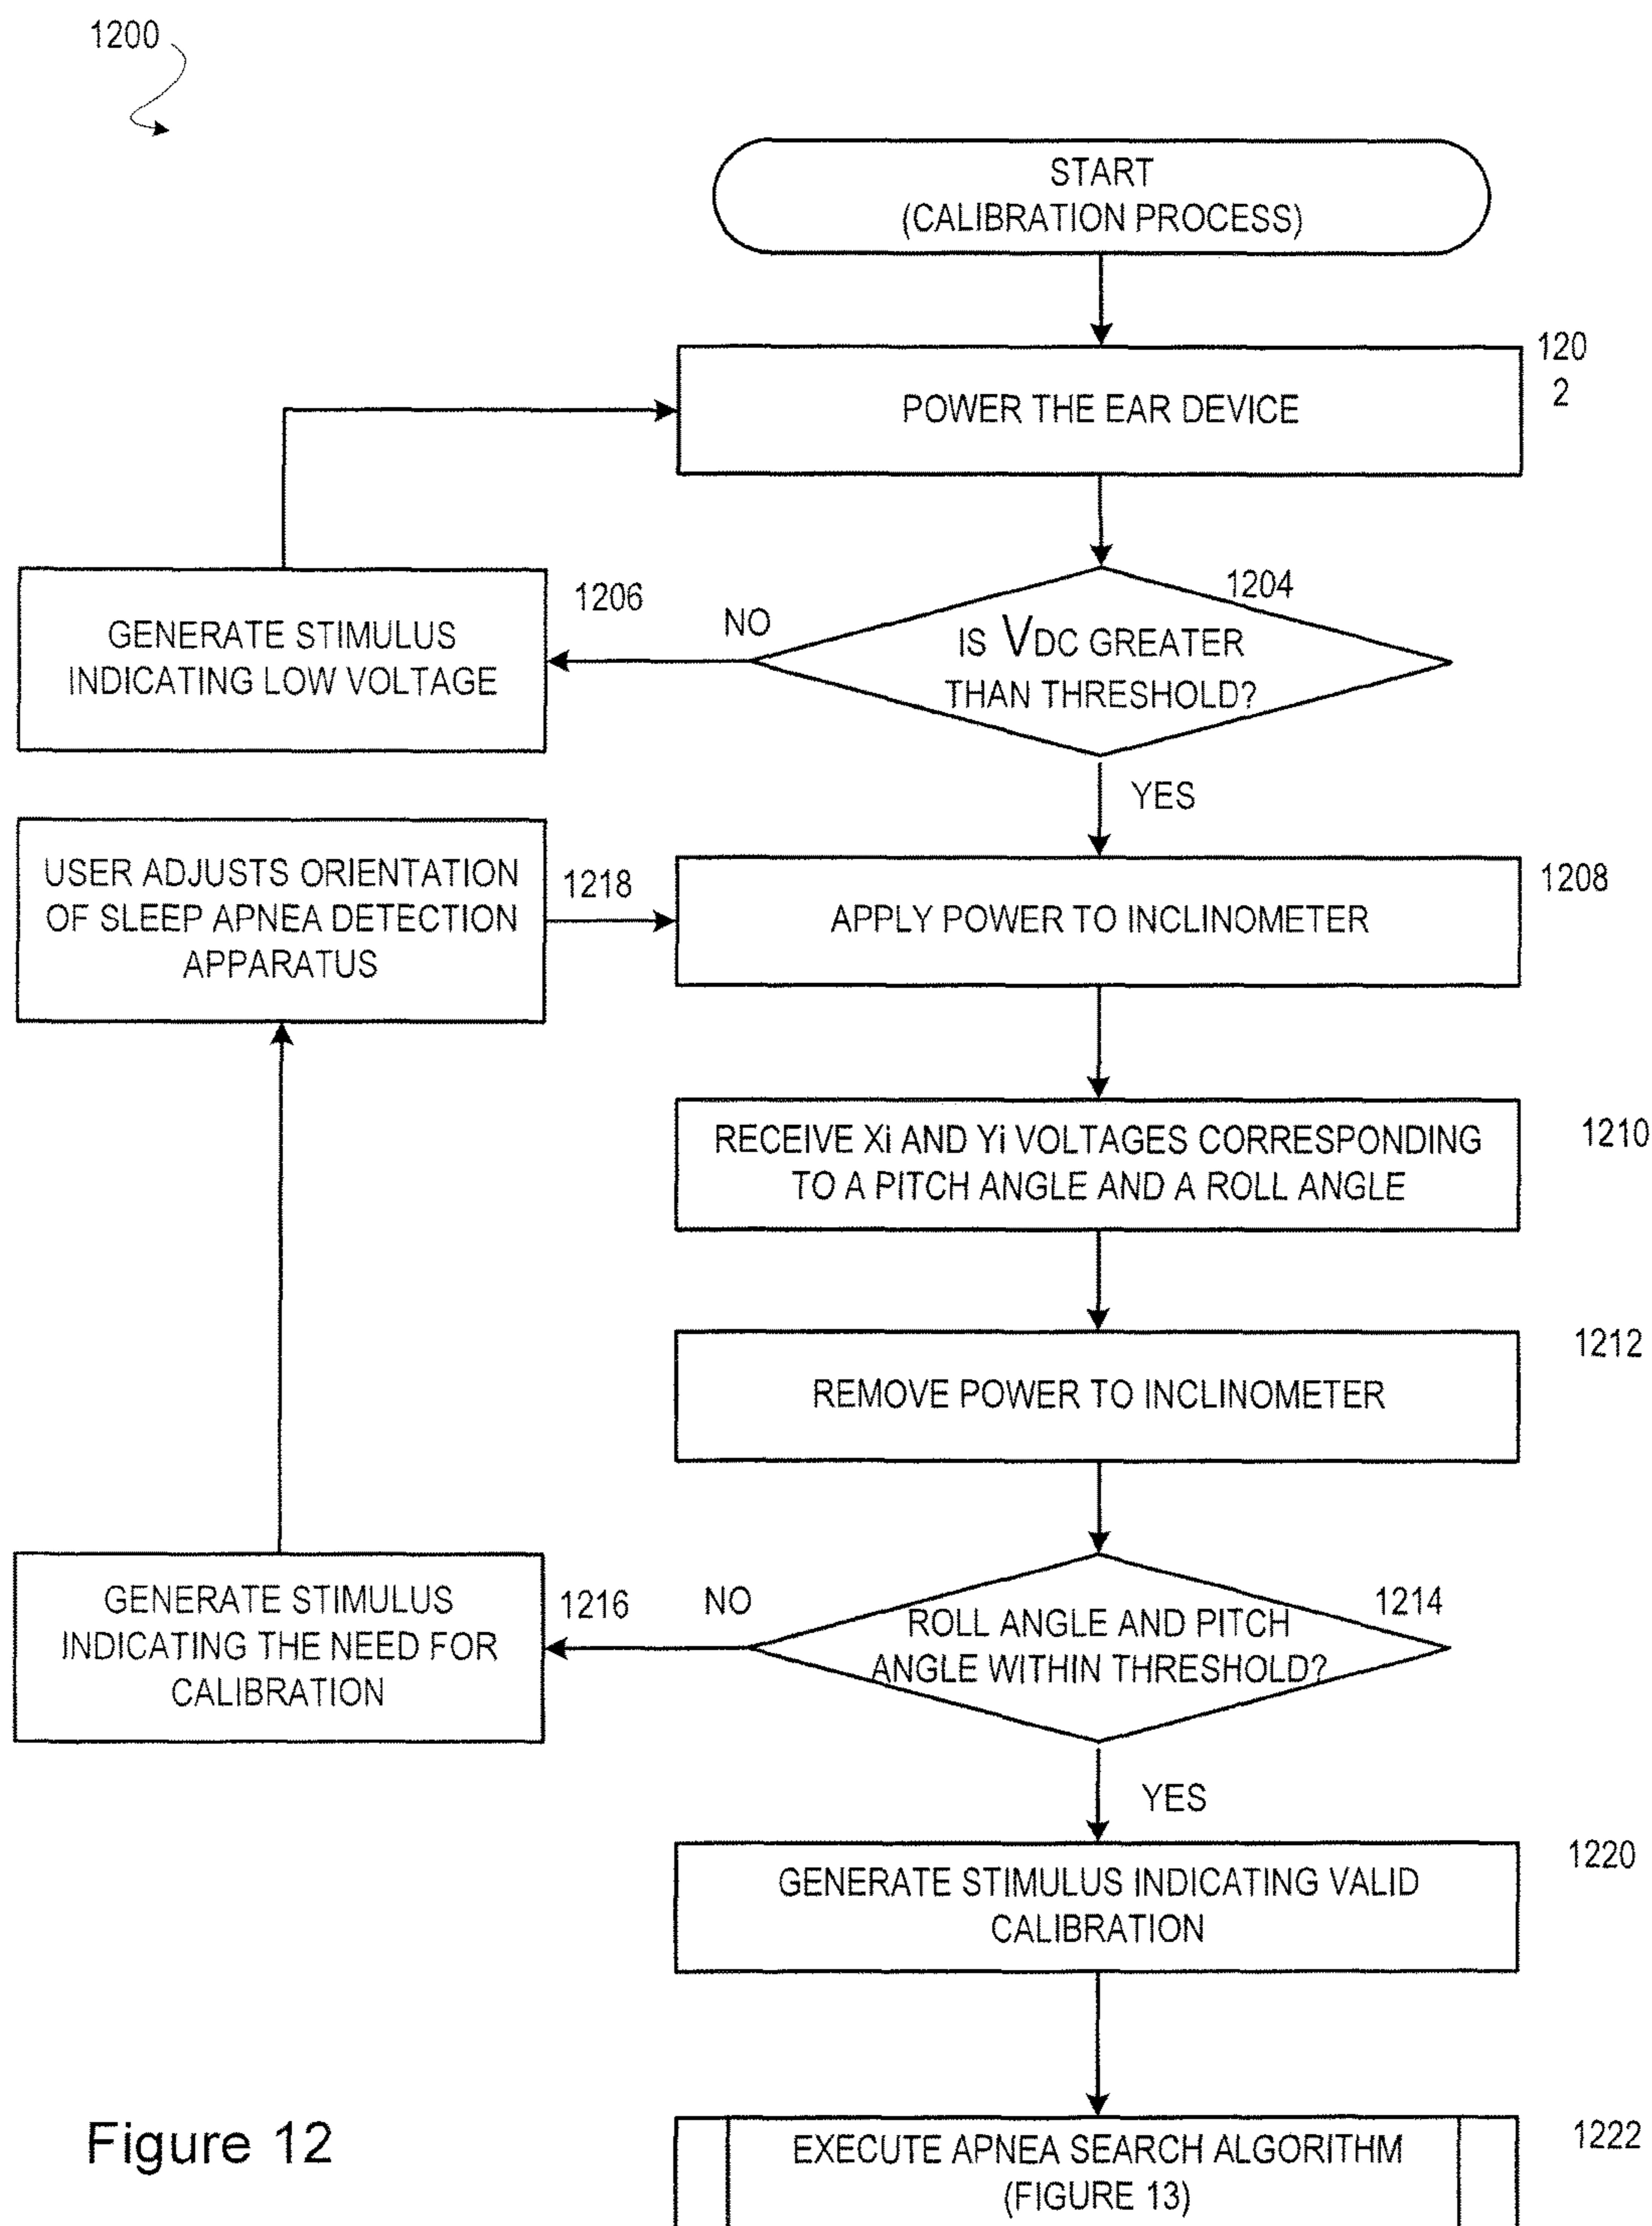 1200
START
(CALIBRATION PROCESS)
120
2
POWER THE EAR DEVICE
1204
IS VDC GREATER
THAN THRESHOLD?
NO
1206
GENERATE STIMULUS
INDICATING LOW VOLTAGE
YES
USER ADJUSTS ORIENTATION
OF SLEEP APNEA DETECTION
APPARATUS
1218
APPLY POWER TO INCLINOMETER
1208
RECEIVE Xi AND Yi VOLTAGES CORRESPONDING
TO A PITCH ANGLE AND A ROLL ANGLE
1210
REMOVE POWER TO INCLINOMETER
1212
ROLL ANGLE AND PITCH
ANGLE WITHIN THRESHOLD?
1214
NO
1216
GENERATE STIMULUS
INDICATING THE NEED FOR
CALIBRATION
YES
GENERATE STIMULUS INDICATING VALID
CALIBRATION
1220
EXECUTE APNEA SEARCH ALGORITHM
(FIGURE 13)
1222
Figure 12